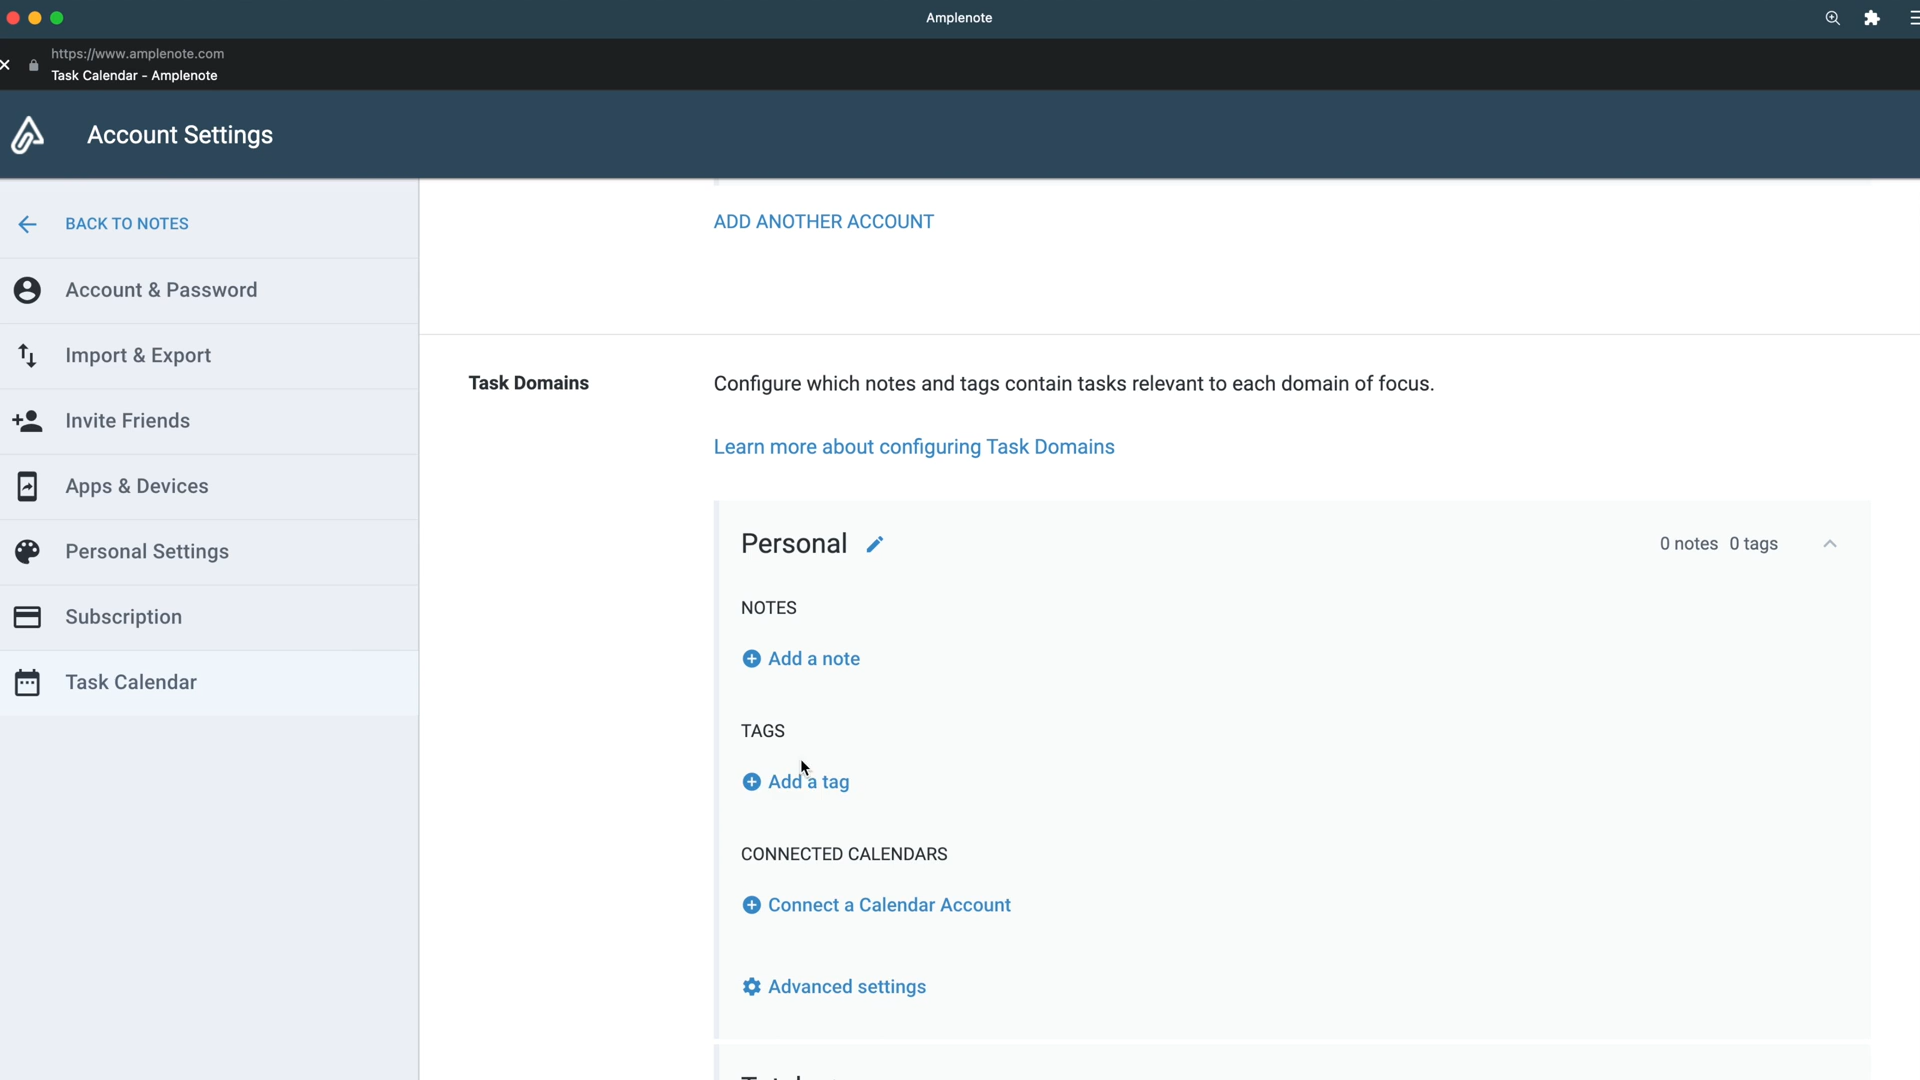 Amplenote
https://www.amplenote.com
Task Calendar - Amplenote
Account Settings
BACK TO NOTES
Account & Password
Import & Export
Invite Friends
Apps & Devices
Personal Settings
Subscription
Task Calendar
ADD ANOTHER ACCOUNT
Task Domains
Configure which notes and tags contain tasks relevant to each domain of focus.
Learn more about configuring Task Domains
Personal
0 notes 0 tags
NOTES
Add a note
TAGS
Add a tag
CONNECTED CALENDARS
Connect a Calendar Account
Advanced settings